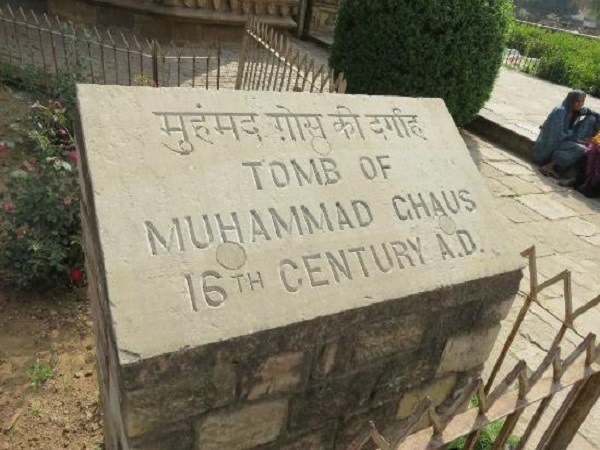 मुहंमद ग़ोस की दर्गाह
TOMB OF
MUHAMMAD GHAUS
16TH CENTURY A.D.